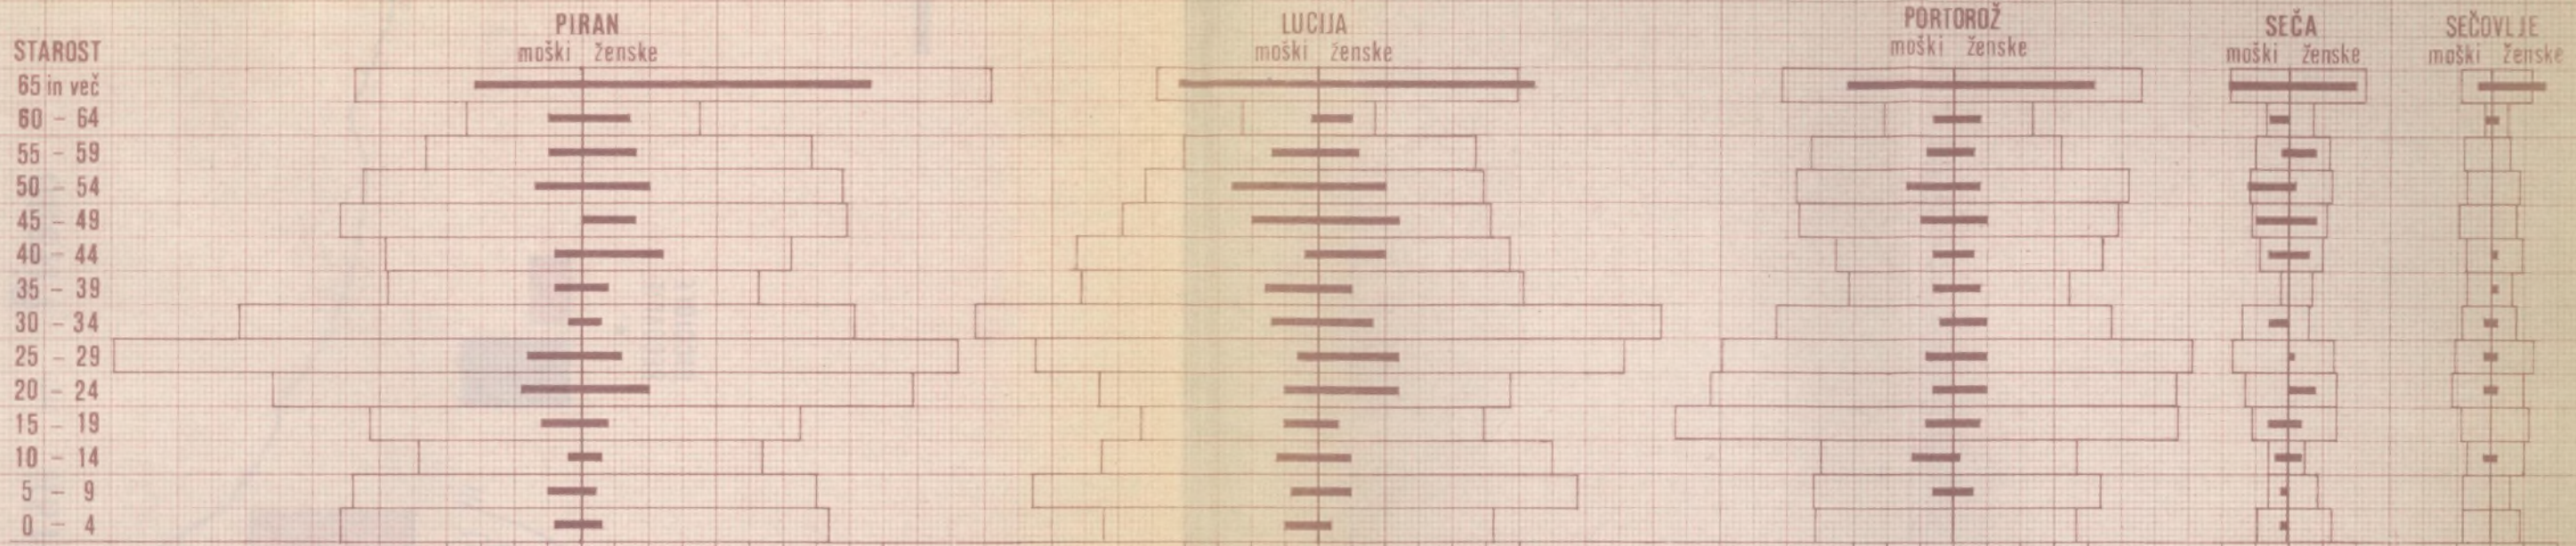 PIRAN LUCIJA PORTOROŽ SEČA SEČOVLJE
STAROST moški ženske moški ženske moški ženske moški ženske moški ženske
65 in več
60 – 64
55 – 59
50 – 54
45 – 49
40 – 44
35 – 39
30 – 34
25 – 29
20 – 24
15 – 19
10 – 14
5 – 9
0 – 4